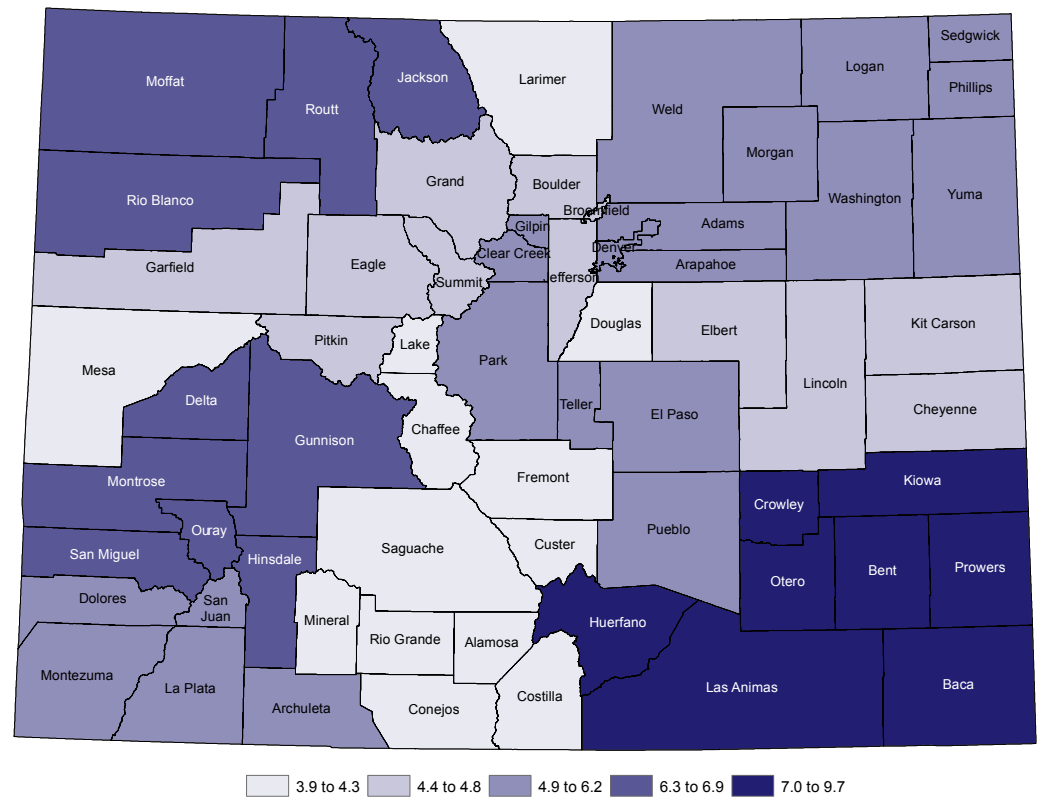 Sedgwick
Logan
Moffat
Jackson
Larimer
Phillips
Routt
Weld
Morgan
Grand
Boulder
Rio Blanco
Washington
Yuma
Broomfield
Gilpin
Adams
Clear Creek
Denver
Garfield
Eagle
Arapahoe
Summit
Jefferson
Douglas
Elbert
Kit Carson
Pitkin
Lake
Park
Mesa
Lincoln
Delta
Teller
El Paso
Cheyenne
Chaffee
Gunnison
Fremont
Montrose
Kiowa
Crowley
Ouray
Pueblo
Saguache
Custer
San Miguel
Hinsdale
Prowers
Bent
Otero
Dolores
San
Juan
Mineral
Huerfano
Rio Grande
Alamosa
Montezuma
La Plata
Las Animas
Baca
Costilla
Archuleta
Conejos
3.9 to 4.3
4.4 to 4.8
4.9 to 6.2
6.3 to 6.9
7.0 to 9.7